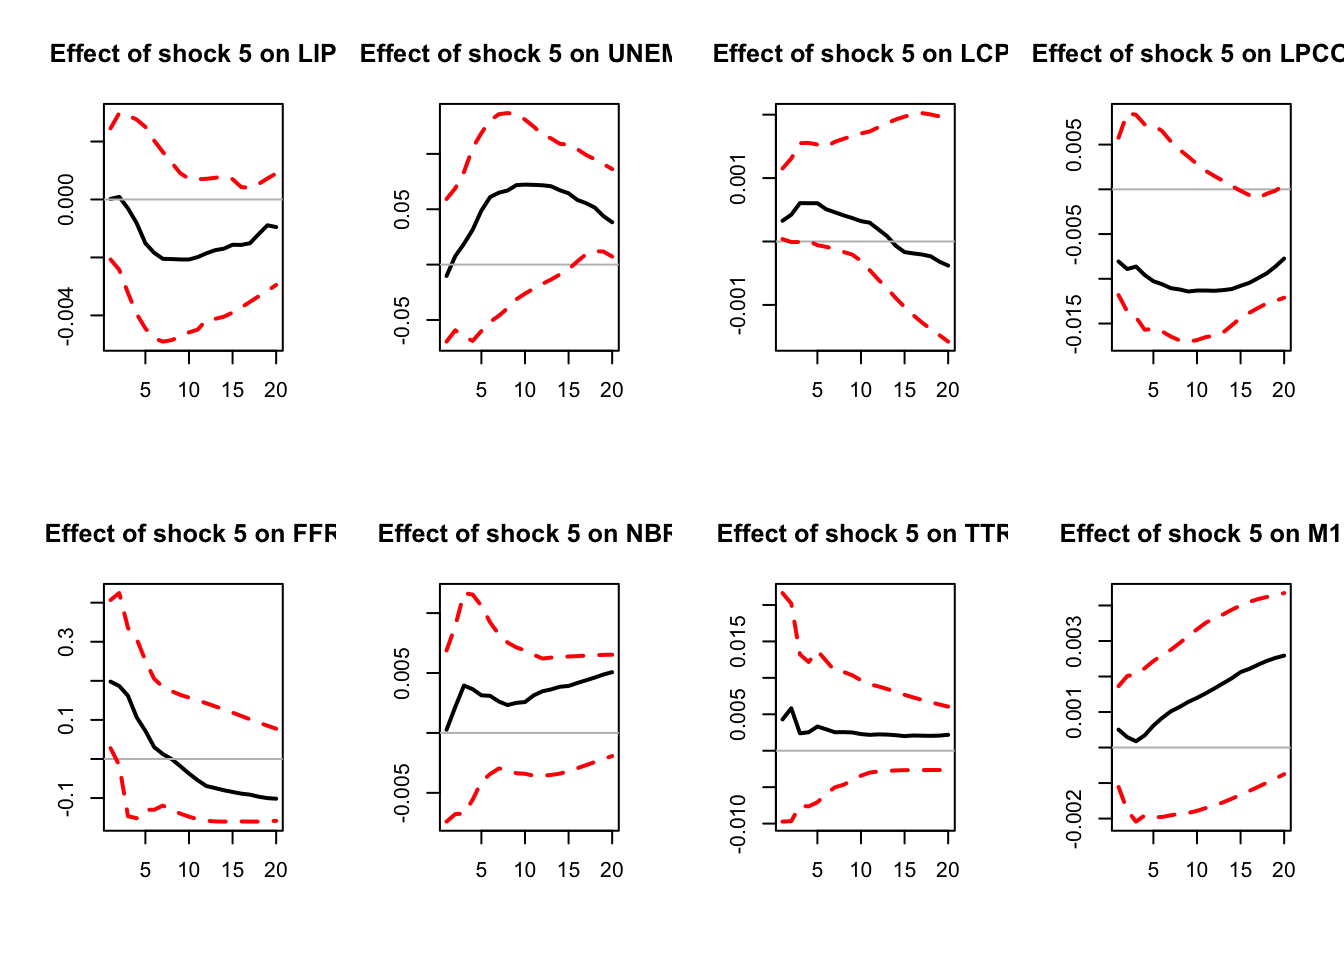 Effect of shock 5 on LIP
Effect of shock 5 on UNEM
Effect of shock 5 on LCP
Effect of shock 5 on LPCO
0.000
-0.004
5 10 15 20
0.05
-0.05
5 10 15 20
0.001
-0.001
5 10 15 20
0.005
-0.005
-0.015
5 10 15 20
Effect of shock 5 on FFR
Effect of shock 5 on NBR
Effect of shock 5 on TTR
Effect of shock 5 on M1
0.3
0.1
-0.1
5 10 15 20
0.005
-0.005
5 10 15 20
0.015
0.005
-0.010
5 10 15 20
0.003
0.001
-0.002
5 10 15 20